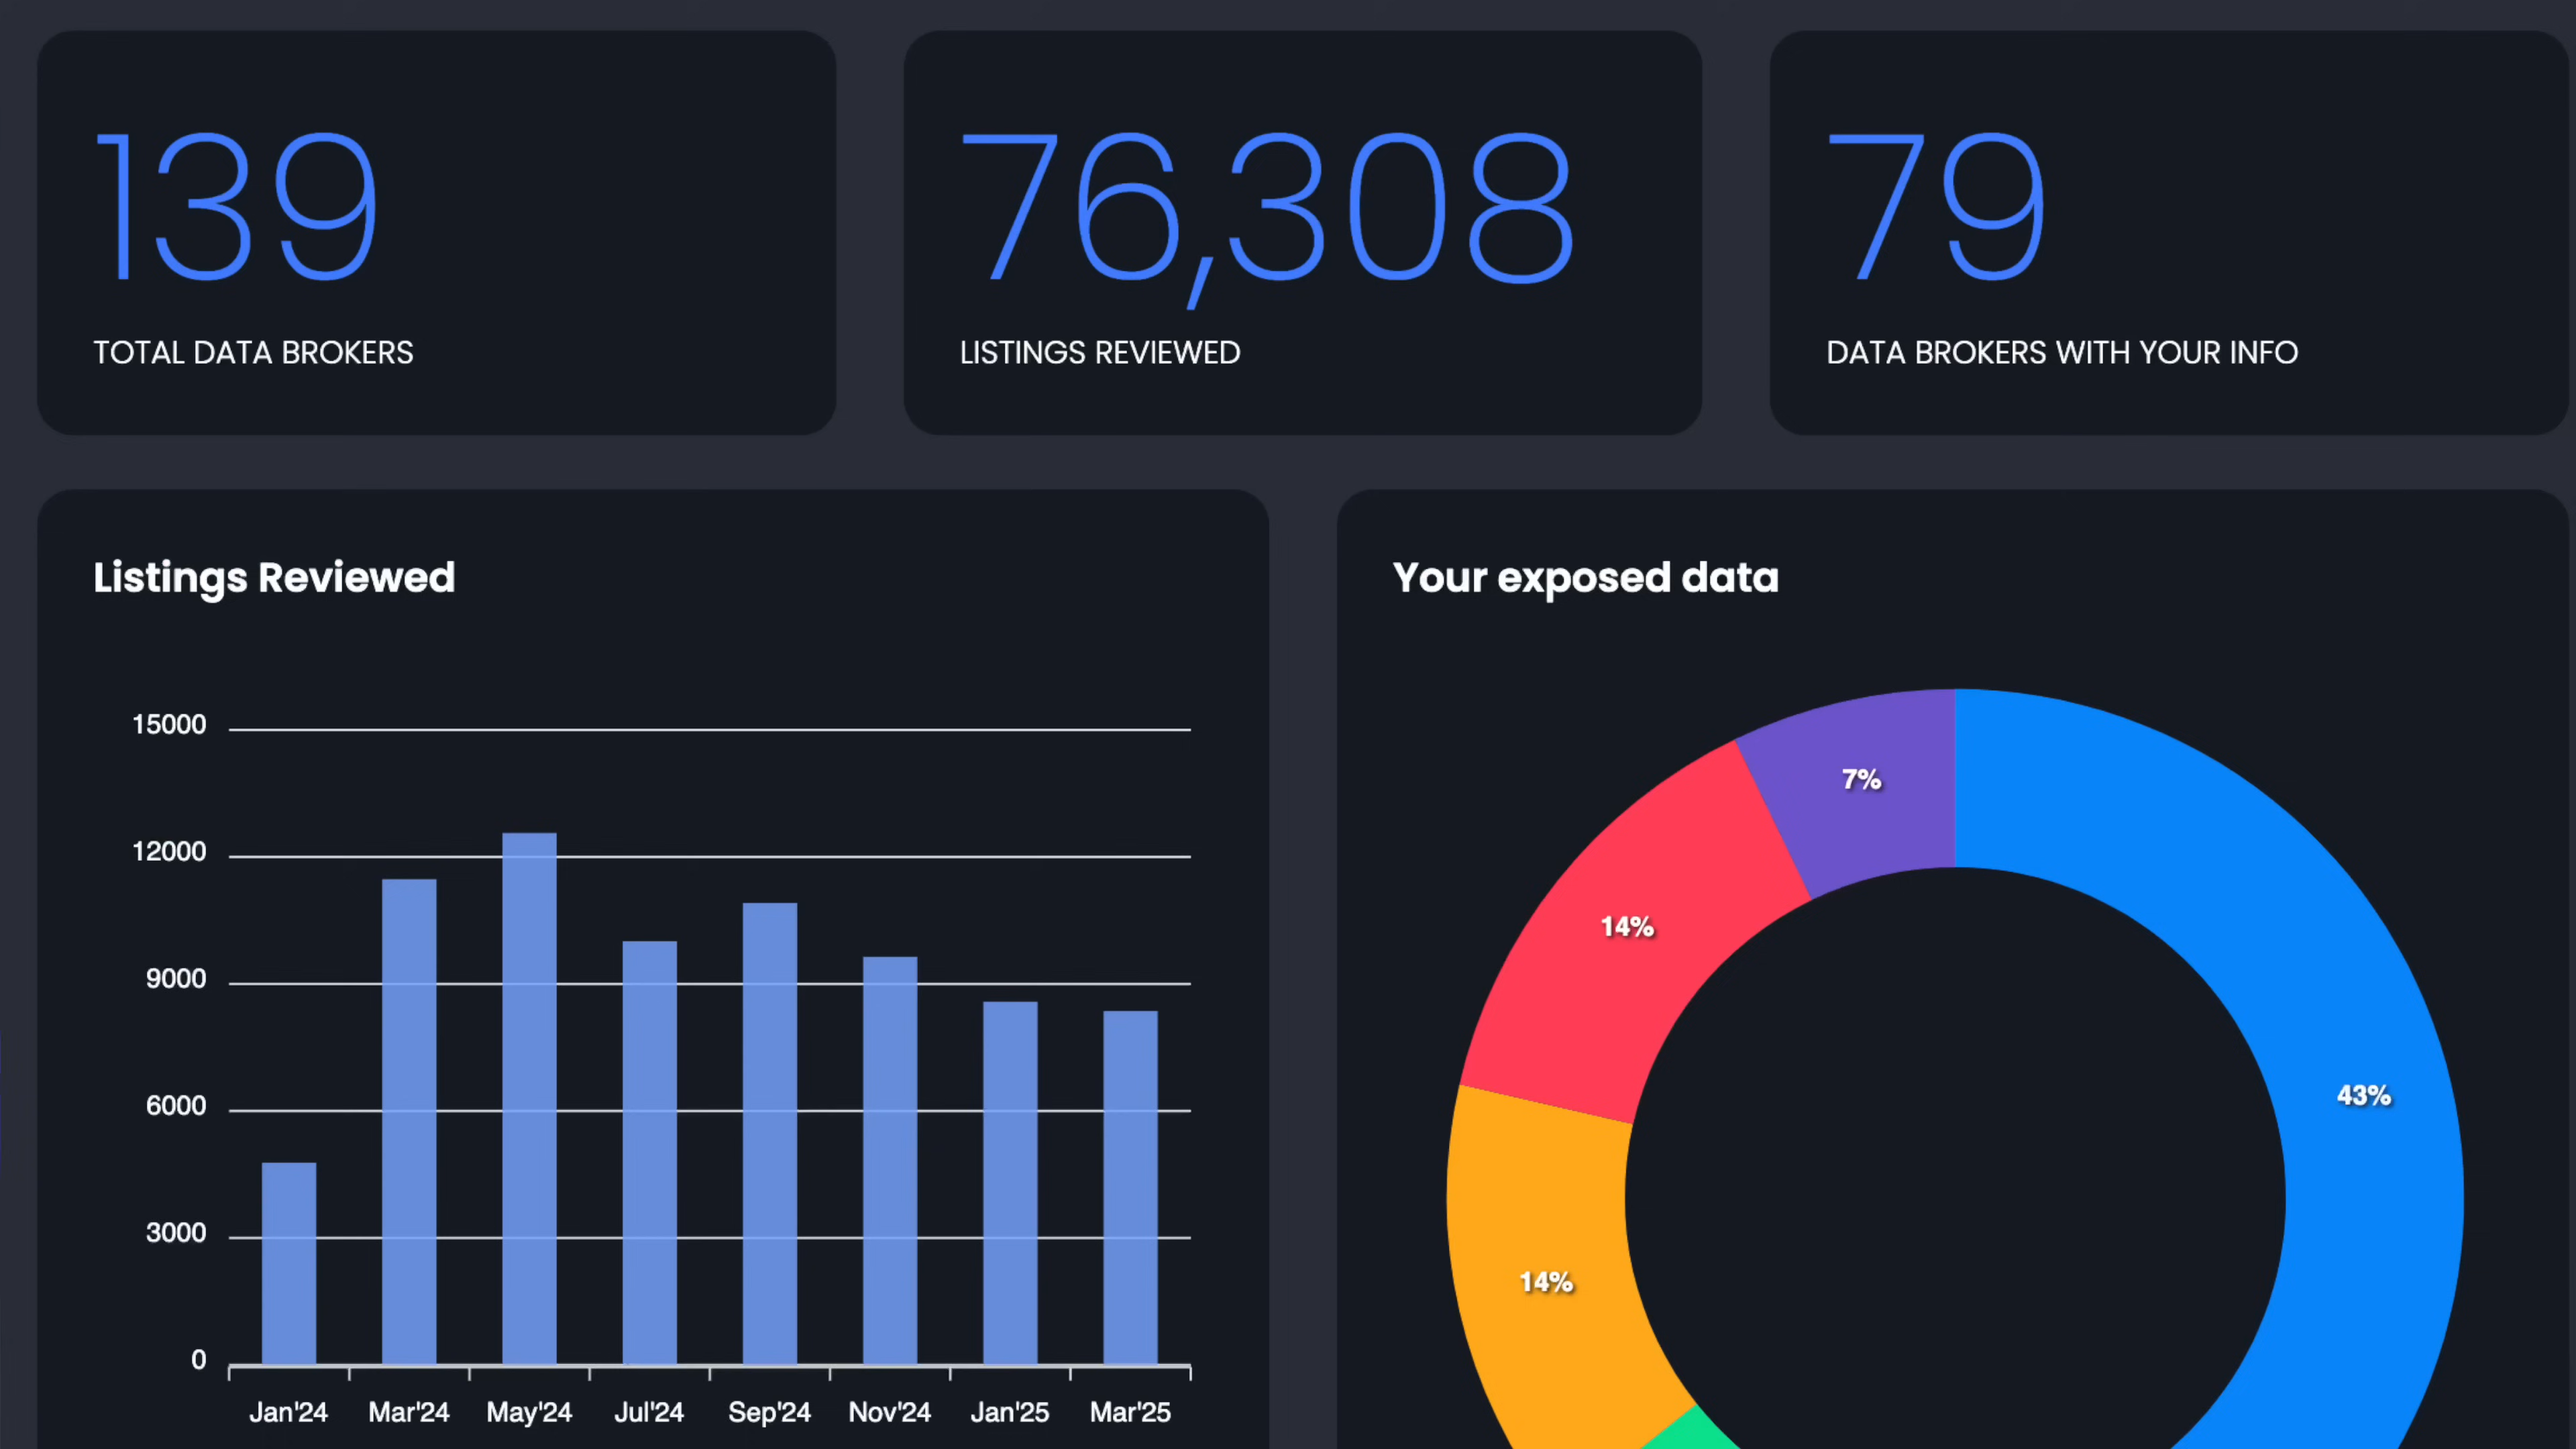 139
TOTAL DATA BROKERS
76,308
LISTINGS REVIEWED
79
DATA BROKERS WITH YOUR INFO
Listings Reviewed
15000
12000
9000
6000
3000
0
Jan'24 Mar'24 May'24 Jul'24 Sep'24 Nov'24 Jan'25 Mar'25
Your exposed data
7%
14%
43%
14%